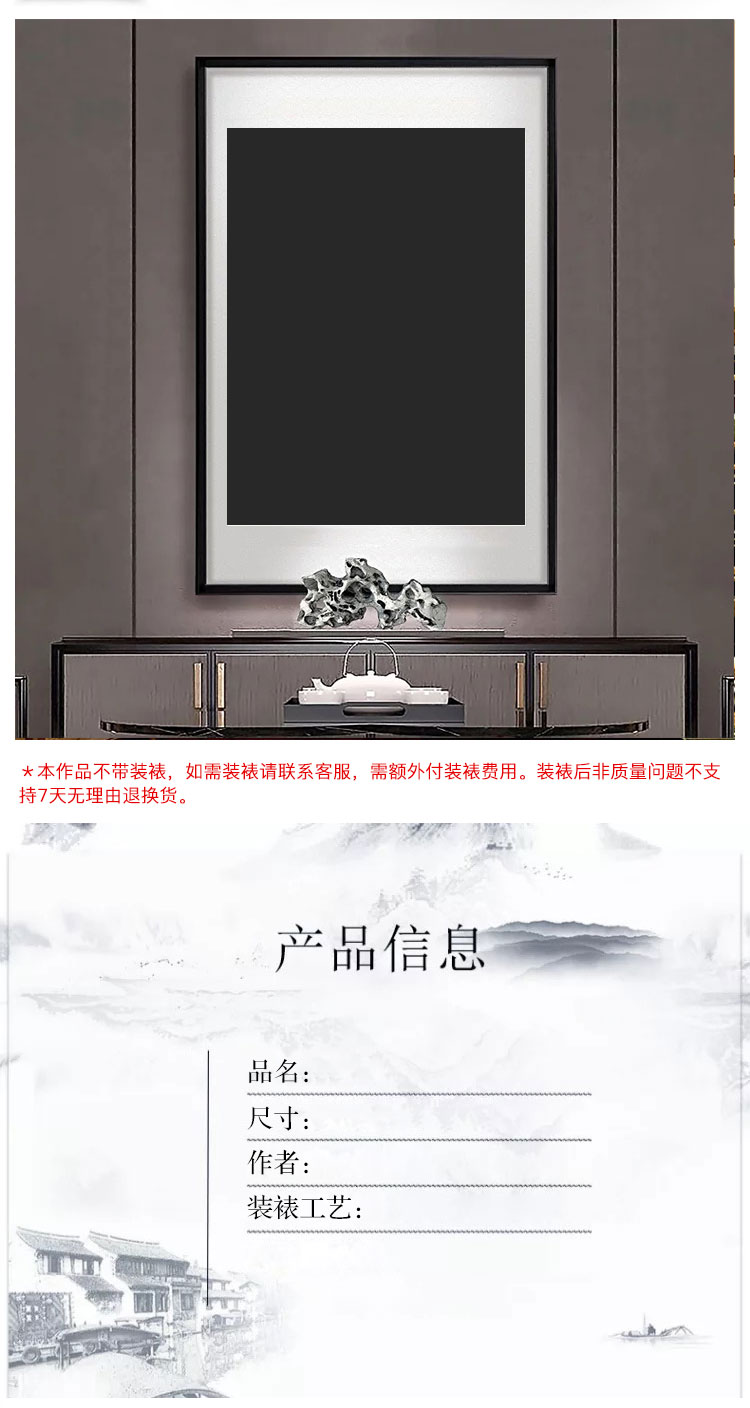 ＊本作品不带装裱，如需装裱请联系客服，需额外付装裱费用。装裱后非质量问题不支
持7天无理由退换货。
产品信息
品名：
尺寸：
作者：
装裱工艺：